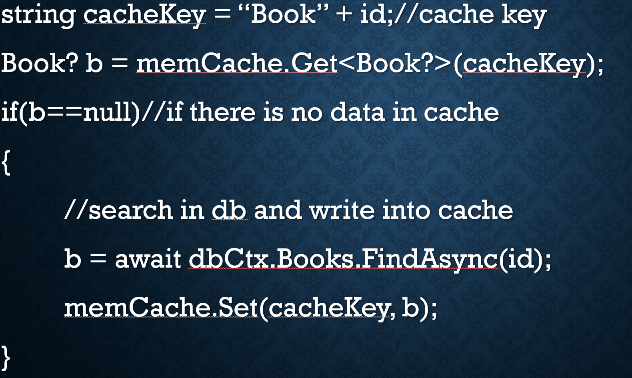 string cacheKey = “Book” + id;//cache key
Book? b = memCache.Get<Book?>(cacheKey);
if(b==null)//if there is no data in cache
{
//search in db and write into cache
b = await dbCtx.Books.FindAsync(id);
memCache.Set(cacheKey, b);
}